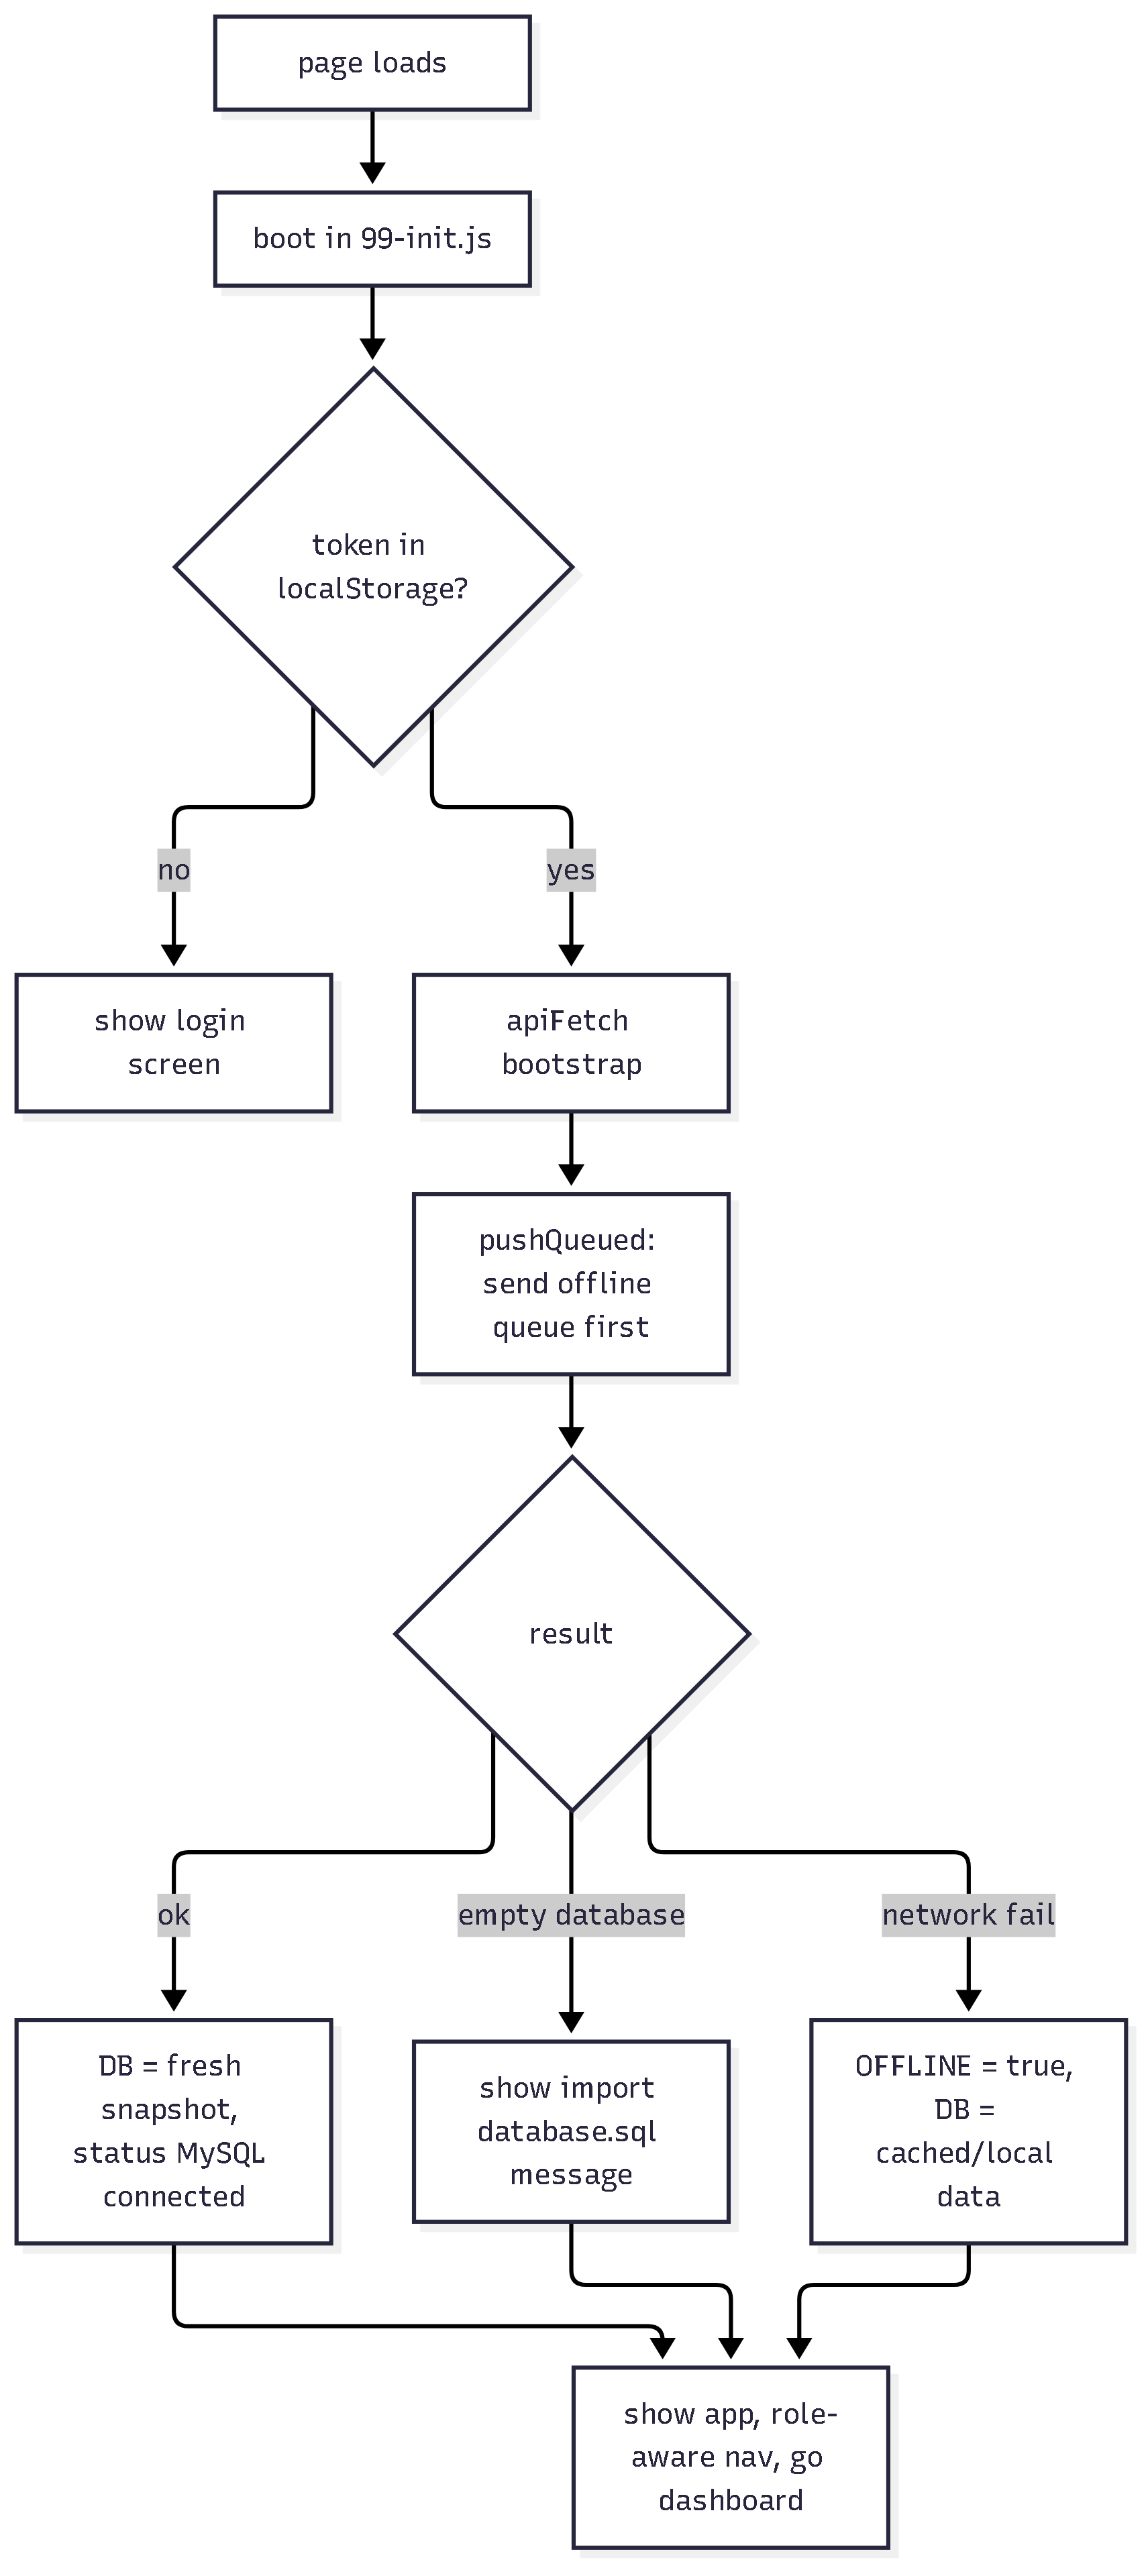 page loads
boot in 99-init.js
token in
localStorage?
no
yes
show login
screen
apiFetch
bootstrap
pushQueued:
send offline
queue first
result
ok
empty database
network fail
DB = fresh
snapshot,
status MySQL
connected
show import
database.sql
message
OFFLINE = true,
DB =
cached/local
data
show app, role-
aware nav, go
dashboard